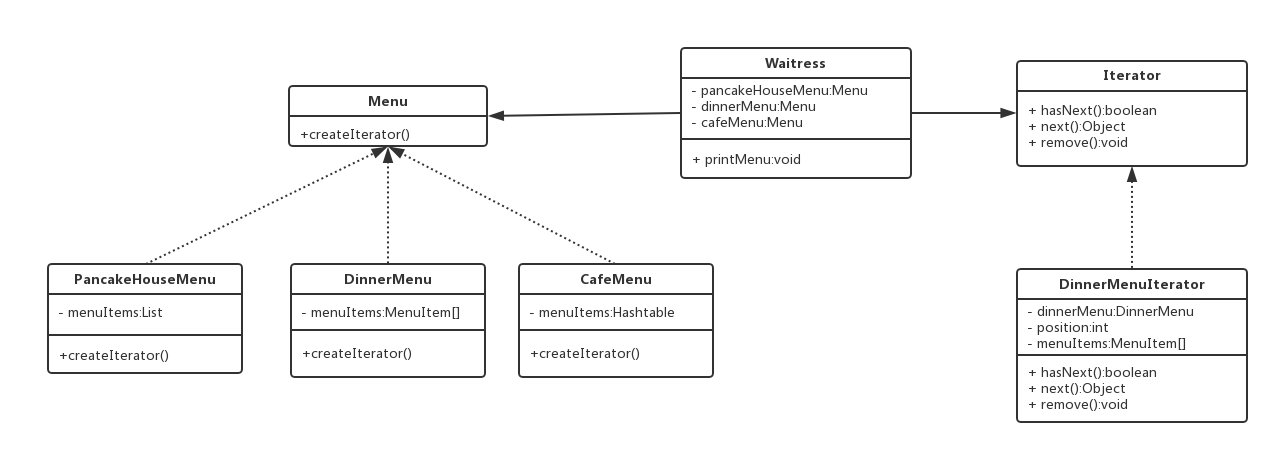 Menu
+createIterator()
Waitress
- pancakeHouseMenu:Menu
- dinnerMenu:Menu
- cafeMenu:Menu
+ printMenu:void
Iterator
+ hasNext():boolean
+ next():Object
+ remove():void
PancakeHouseMenu
- menuItems:List
+createIterator()
DinnerMenu
- menuItems:MenuItem[]
+createIterator()
CafeMenu
- menuItems:Hashtable
+createIterator()
DinnerMenuIterator
- dinnerMenu:DinnerMenu
- position:int
- menuItems:MenuItem[]
+ hasNext():boolean
+ next():Object
+ remove():void